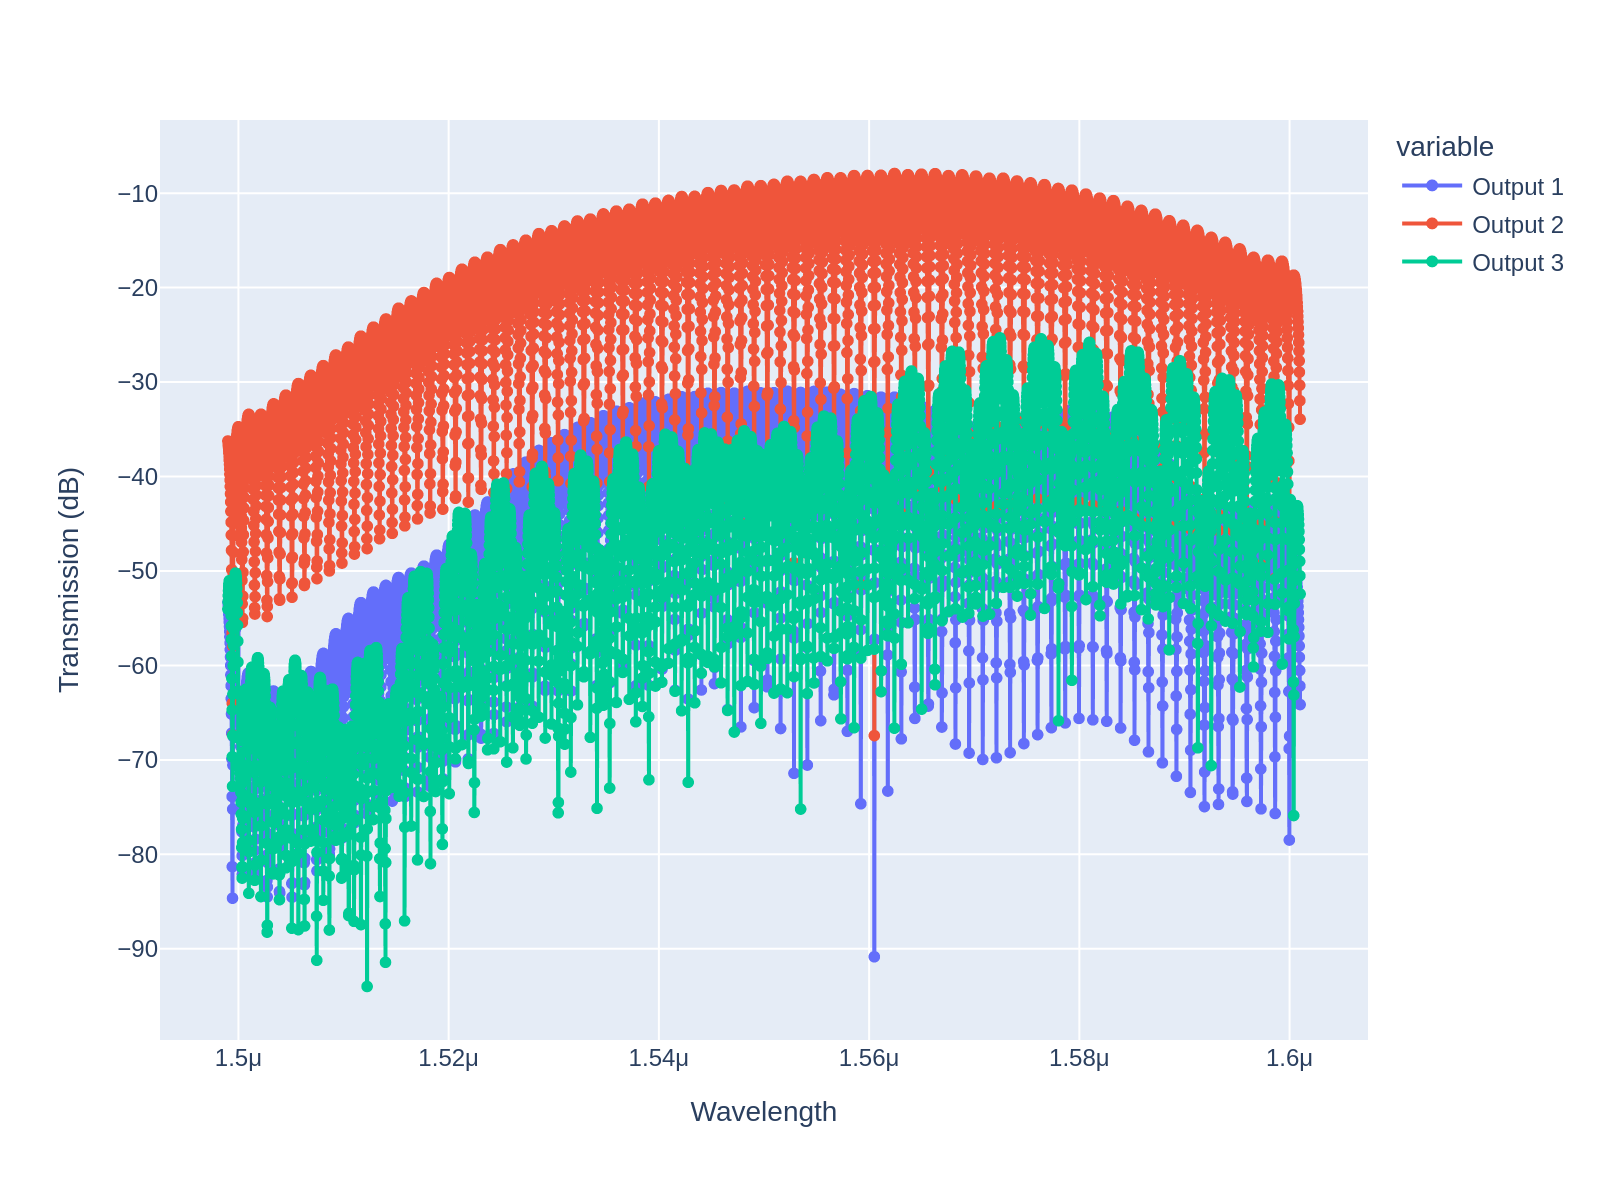 variable
Output 1
Output 2
Output 3
Transmission (dB)
−10
−20
−30
−40
−50
−60
−70
−80
−90
1.5μ 1.52μ 1.54μ 1.56μ 1.58μ 1.6μ
Wavelength